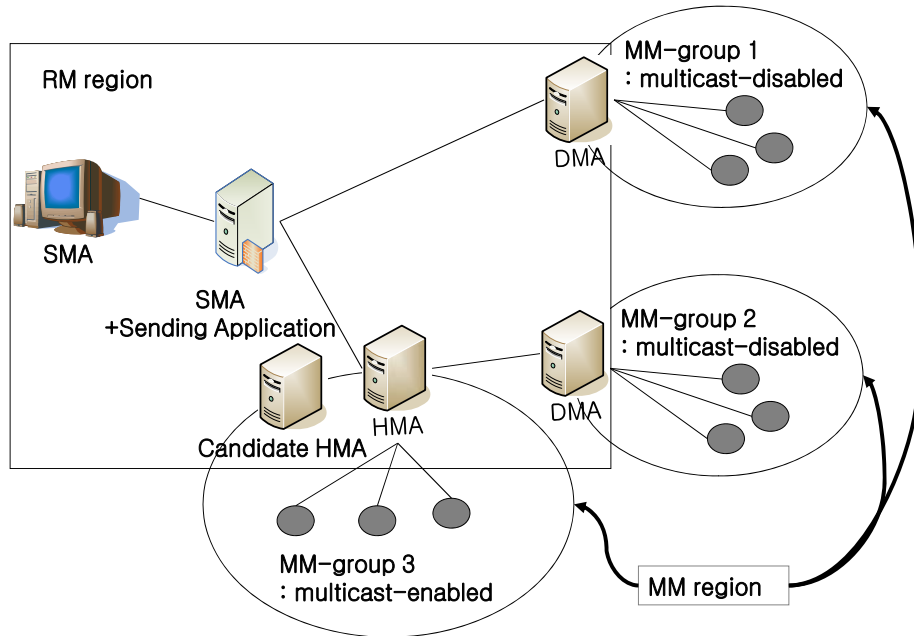 RM region
MM-group 1
: multicast-disabled
DMA
SMA
SMA
+Sending Application
MM-group 2
: multicast-disabled
DMA
HMA
Candidate HMA
MM-group 3
: multicast-enabled
MM region